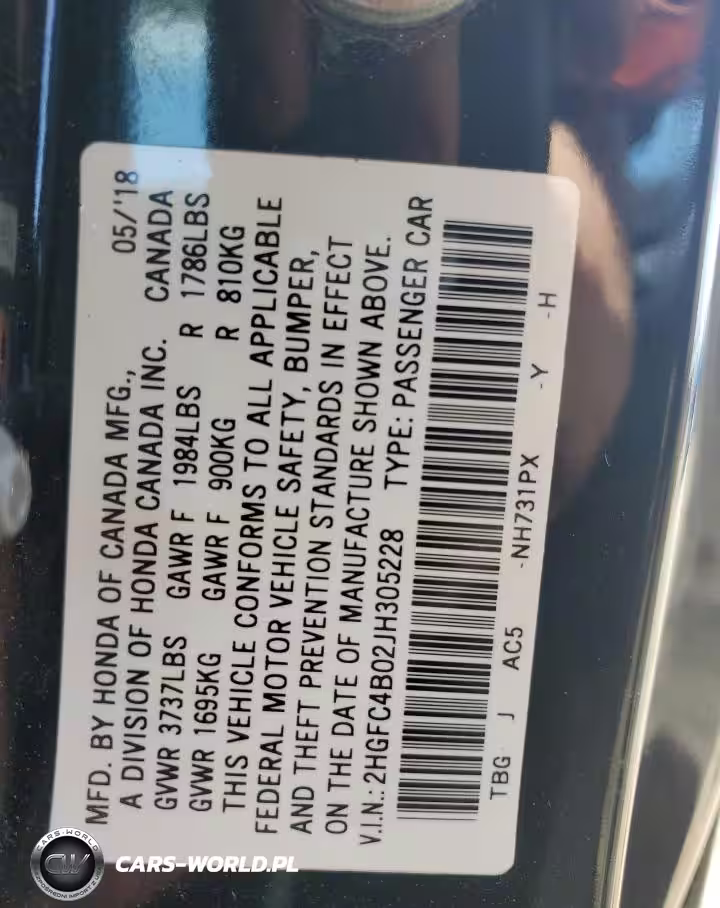 MFD. BY HONDA OF CANADA MFG., 05/'18
A DIVISION OF HONDA CANADA INC. CANADA
GVWR 3737LBS GAWR F 1984LBS R 1786LBS
GVWR 1695KG GAWR F 900KG R 810KG
THIS VEHICLE CONFORMS TO ALL APPLICABLE
FEDERAL MOTOR VEHICLE SAFETY, BUMPER,
AND THEFT PREVENTION STANDARDS IN EFFECT
ON THE DATE OF MANUFACTURE SHOWN ABOVE.
V.I.N.: 2HGFC4B02JH305228 TYPE: PASSENGER CAR
TBG J AC5 -NH731PX -Y -H
CARS-WORLD
CW
CARS-WORLD.PL